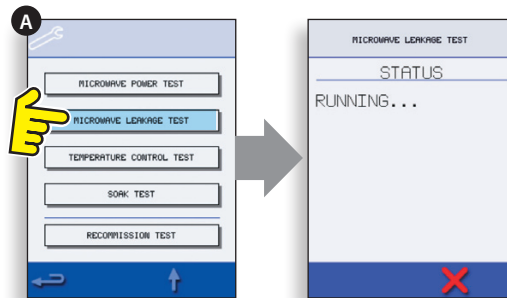 A
MICROWAVE POWER TEST
MICROWAVE LEAKAGE TEST
TEMPERATURE CONTROL TEST
SOAK TEST
RECOMMISSION TEST
MICROWAVE LEAKAGE TEST
STATUS
RUNNING...